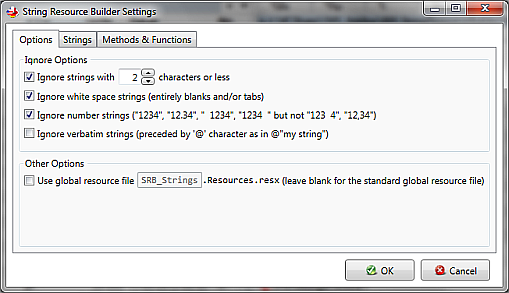 String Resource Builder Settings
Options Strings Methods & Functions
Ignore Options
Ignore strings with 2 characters or less
Ignore white space strings (entirely blanks and/or tabs)
Ignore number strings ("1234", "12.34", " 1234", "1234 " but not "123 4", "12,34")
Ignore verbatim strings (preceded by '@' character as in @"my string")
Other Options
Use global resource file SRB_Strings .Resources.resx (leave blank for the standard global resource file)
OK Cancel